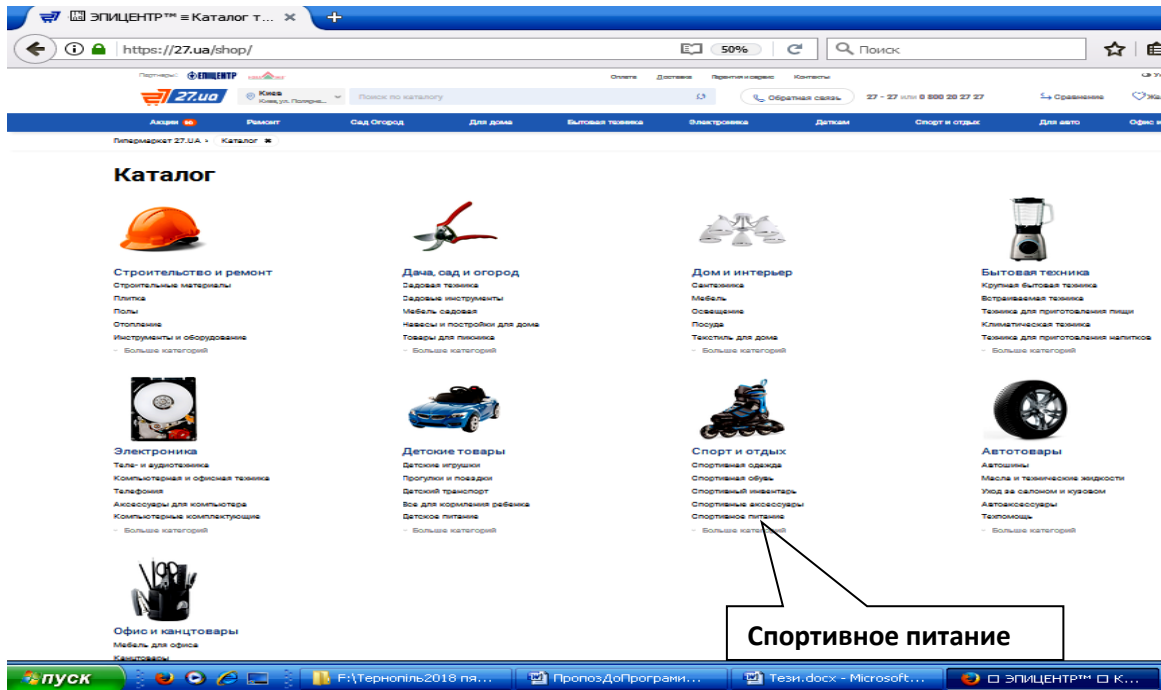 ЭПИЦЕНТР™ ≡ Каталог т...
https://27.ua/shop/
50%
Поиск
Партнеры: ЕПІЦЕНТР
Оплата Доставка Гарантия и сервис Контакты
27.ua
Киев
Киев, ул. Полярна...
Поиск по каталогу
Обратная связь
27 - 27 или 0 800 20 27 27
Сравнение
Акции
Ремонт
Сад Огород
Для дома
Бытовая техника
Электроника
Деткам
Спорт и отдых
Для авто
Офис и
Гипермаркет 27.UA > Каталог
Каталог
Строительство и ремонт
Строительные материалы
Плитка
Полы
Отопление
Инструменты и оборудование
Больше категорий
Дача, сад и огород
Садовая техника
Садовые инструменты
Мебель садовая
Навесы и постройки для дома
Товары для пикника
Больше категорий
Дом и интерьер
Сантехника
Мебель
Освещение
Посуда
Текстиль для дома
Больше категорий
Бытовая техника
Крупная бытовая техника
Встраиваемая техника
Техника для приготовления пищи
Климатическая техника
Техника для приготовления напитков
Больше категорий
Электроника
Теле- и аудиотехника
Компьютерная и офисная техника
Телефония
Аксессуары для компьютера
Компьютерные комплектующие
Больше категорий
Детские товары
Детские игрушки
Прогулки и поездки
Детский транспорт
Все для кормления ребенка
Детское питание
Больше категорий
Спорт и отдых
Спортивная одежда
Спортивная обувь
Спортивный инвентарь
Спортивные аксессуары
Спортивное питание
Больше категорий
Автотовары
Автошины
Масла и технические жидкости
Уход за салоном и кузовом
Автоаксессуары
Техпомощь
Больше категорий
Офис и канцтовары
Мебель для офиса
Канцтовары
Спортивное питание
пуск
F:\Тернопіль2018 пя...
ПропозДоПрограми...
Тези.docx - Microsoft...
ЭПИЦЕНТР™ □ К...